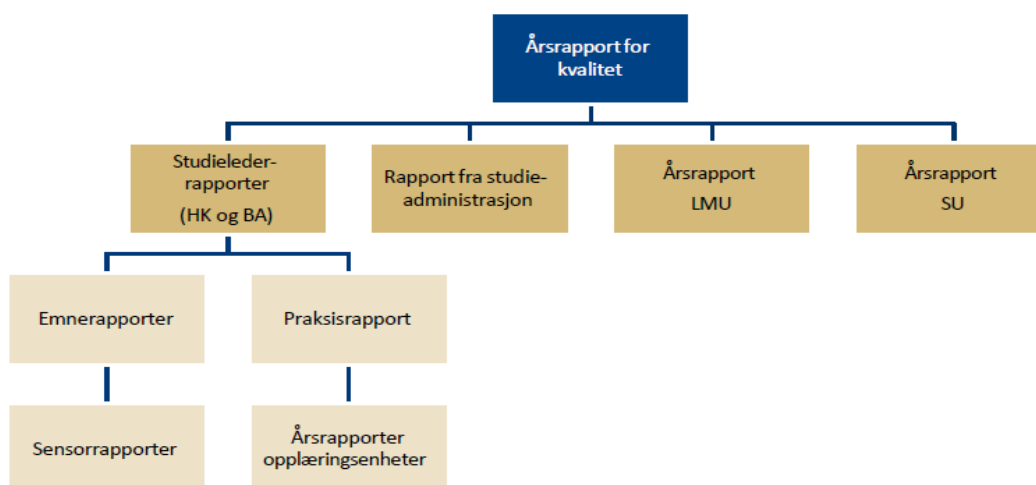 Årsrapport for
kvalitet
Studieleder-
rapporter
(HK og BA)
Rapport fra studie-
administrasjon
Årsrapport
LMU
Årsrapport
SU
Emnerapporter
Praksisrapport
Sensorrapporter
Årsrapporter
opplæringsenheter